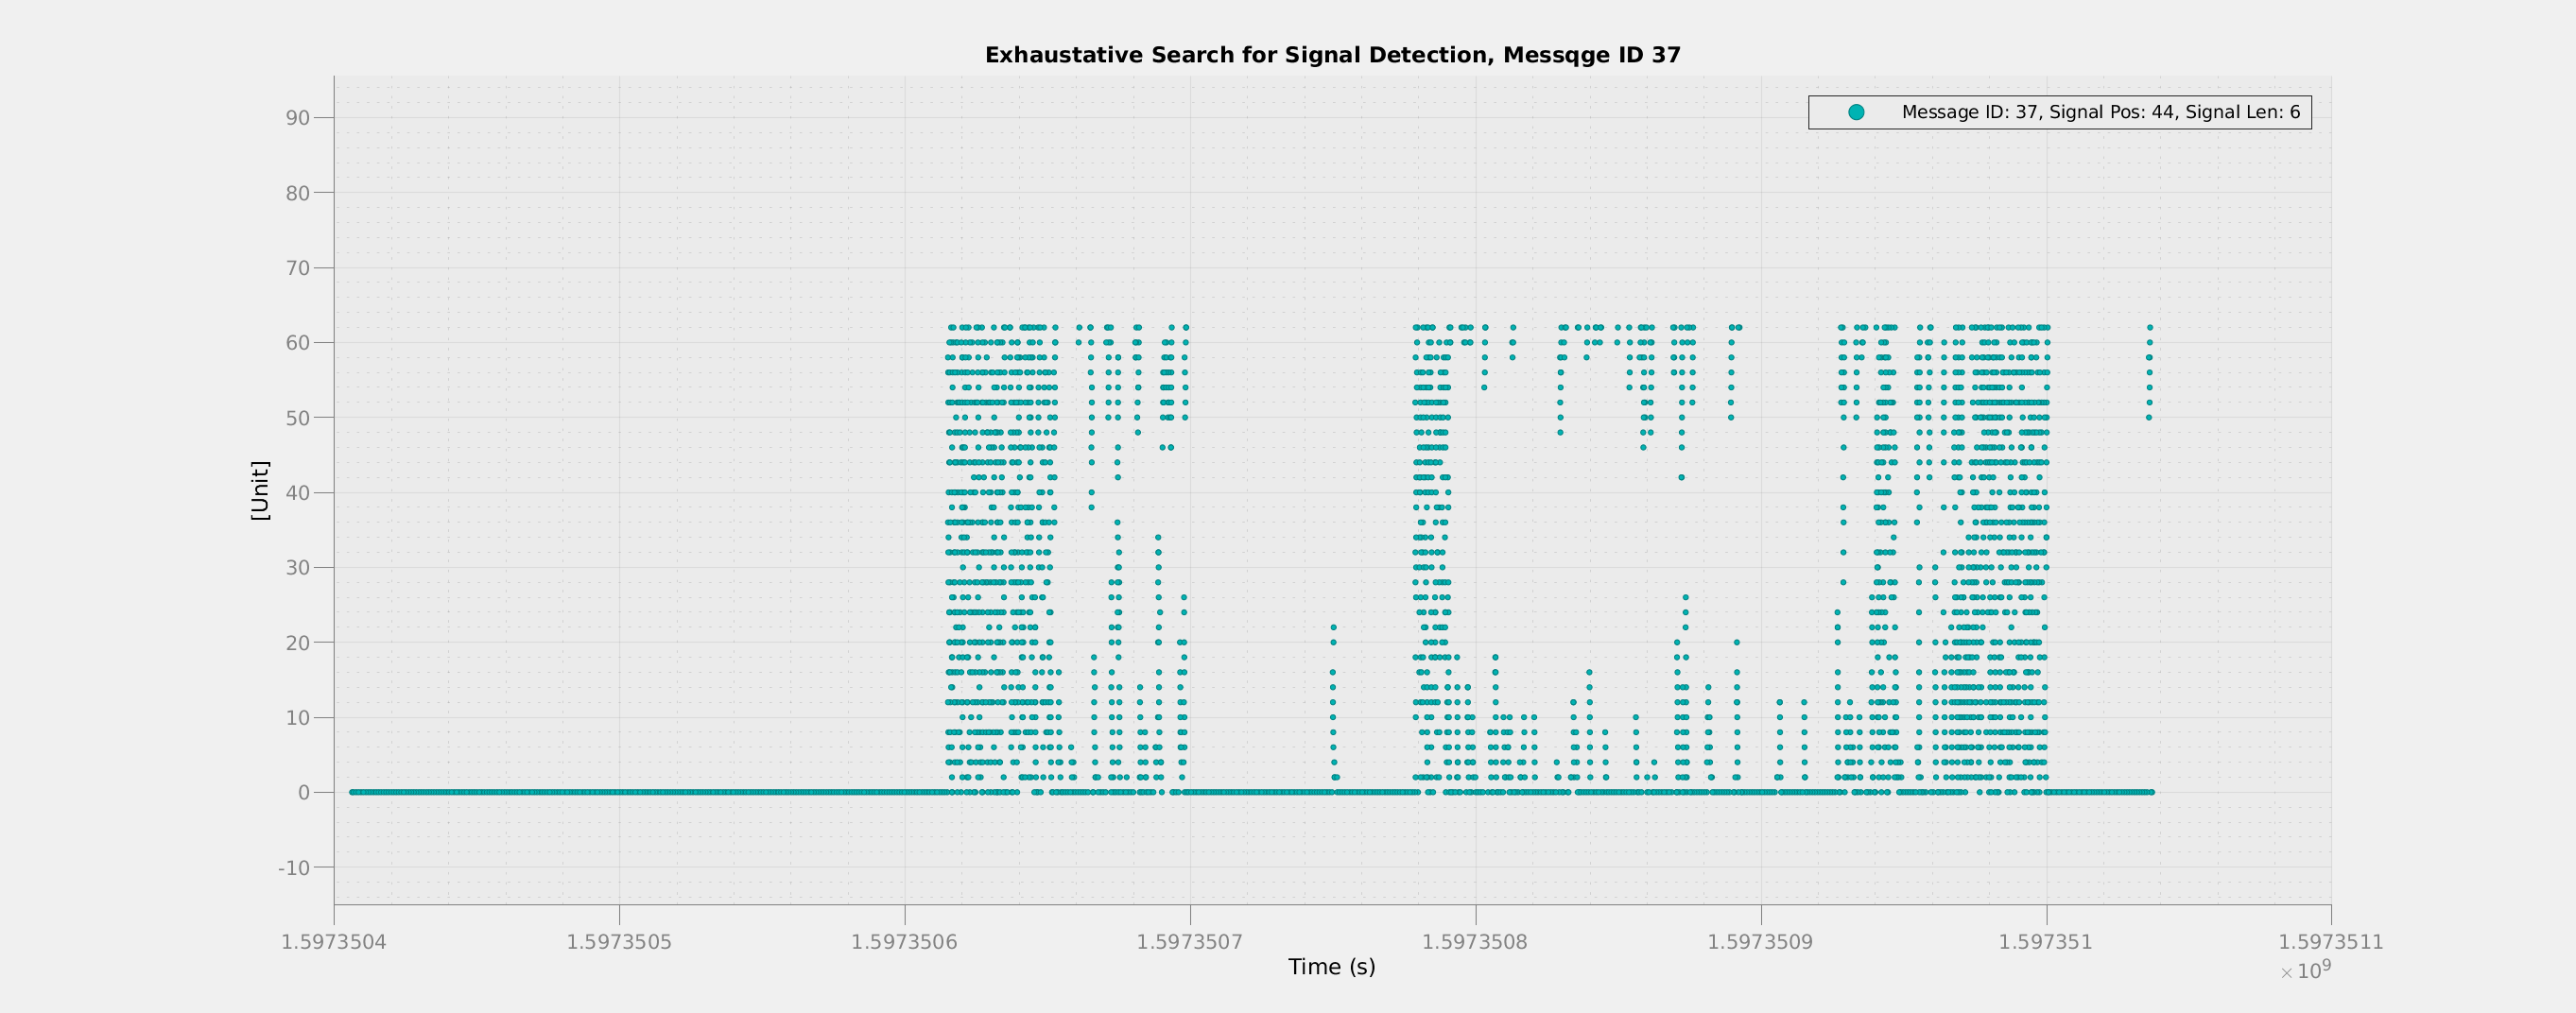 Exhaustative Search for Signal Detection, Messqge ID 37
Message ID: 37, Signal Pos: 44, Signal Len: 6
90
80
70
60
50
40
30
20
10
0
-10
[Unit]
1.5973504 1.5973505 1.5973506 1.5973507 1.5973508 1.5973509 1.597351 1.5973511
Time (s)
×10⁹